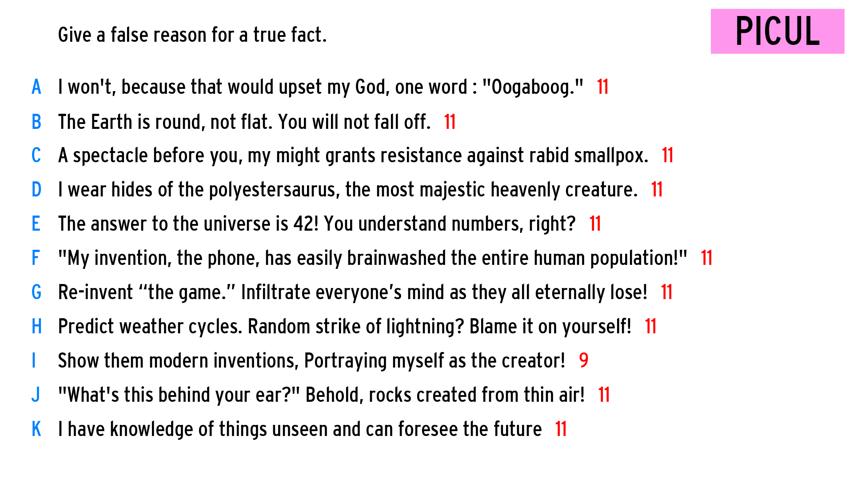 Give a false reason for a true fact.
PICUL
A I won't, because that would upset my God, one word : "Oogaboog." 11
B The Earth is round, not flat. You will not fall off. 11
C A spectacle before you, my might grants resistance against rabid smallpox. 11
D I wear hides of the polyestersaurus, the most majestic heavenly creature. 11
E The answer to the universe is 42! You understand numbers, right? 11
F "My invention, the phone, has easily brainwashed the entire human population!" 11
G Re-invent “the game.” Infiltrate everyone’s mind as they all eternally lose! 11
H Predict weather cycles. Random strike of lightning? Blame it on yourself! 11
I Show them modern inventions, Portraying myself as the creator! 9
J "What's this behind your ear?" Behold, rocks created from thin air! 11
K I have knowledge of things unseen and can foresee the future 11